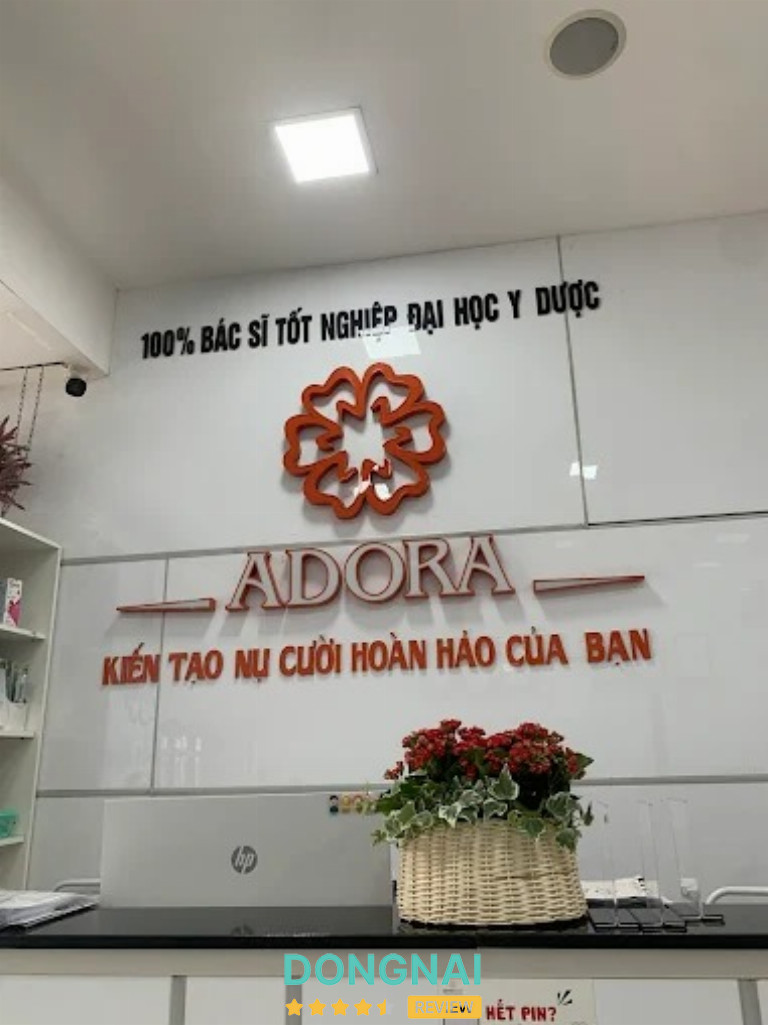 100% BÁC SĨ TỐT NGHIỆP ĐẠI HỌC Y DƯỢC
ADORA
KIẾN TẠO NỤ CƯỜI HOÀN HẢO CỦA BẠN
hp
DONGNAI
REVIEW
HẾT PIN?